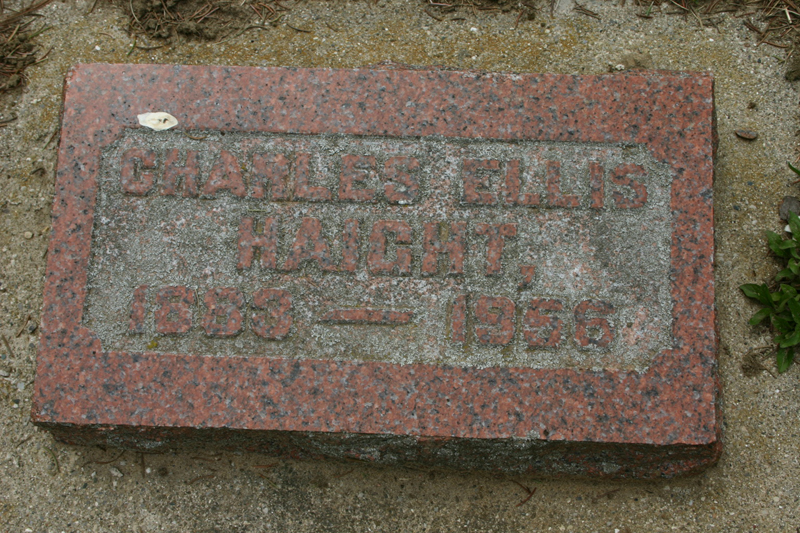 CHARLES ELLIS
HAIGHT,
1883 — 1956